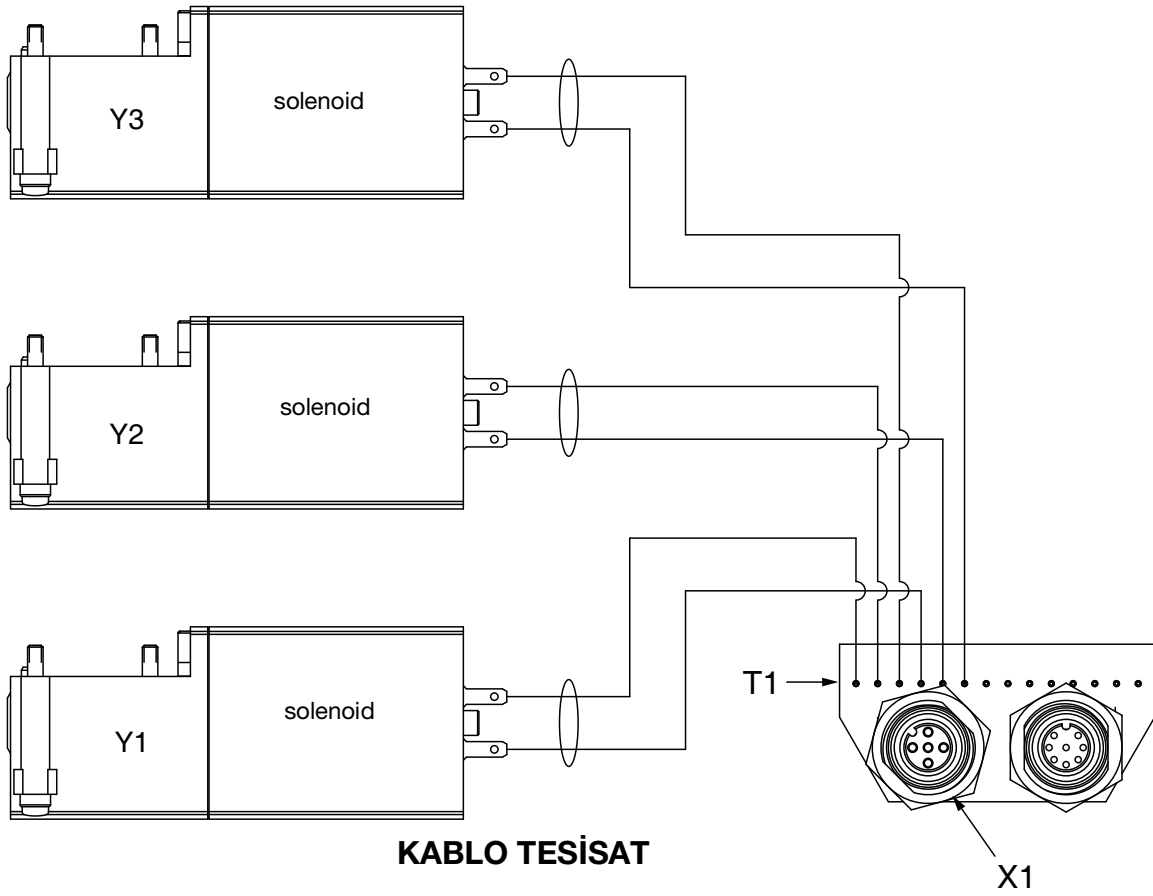 Y3
solenoid
Y2
solenoid
T1
Y1
solenoid
KABLO TESİSAT
X1